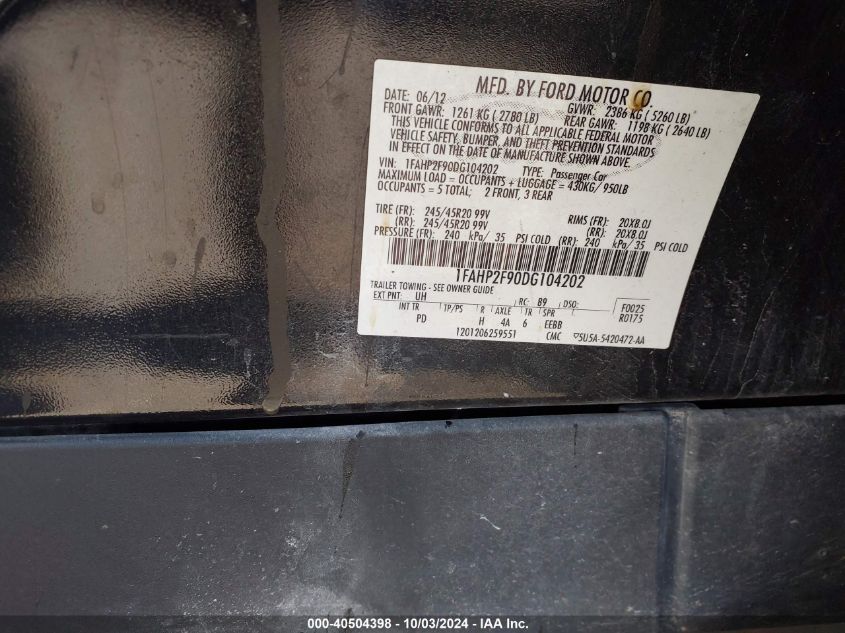 MFD. BY FORD MOTOR CO.
DATE: 06/12 GVWR: 2386 KG ( 5260 LB)
FRONT GAWR: 1261 KG ( 2780 LB) REAR GAWR: 1198 KG ( 2640 LB)
THIS VEHICLE CONFORMS TO ALL APPLICABLE FEDERAL MOTOR
VEHICLE SAFETY, BUMPER, AND THEFT PREVENTION STANDARDS
IN EFFECT ON THE DATE OF MANUFACTURE SHOWN ABOVE.
VIN: 1FAHP2F90DG104202 TYPE: Passenger Car
MAXIMUM LOAD = OCCUPANTS + LUGGAGE = 430KG/ 950LB
OCCUPANTS = 5 TOTAL; 2 FRONT, 3 REAR
TIRE (FR): 245/45R20 99V RIMS (FR): 20X8.0J
(RR): 245/45R20 99V (RR): 20X8.0J
PRESSURE (FR): 240 kPa/ 35 PSI COLD (RR): 240 kPa/ 35 PSI COLD
1FAHP2F90DG104202
TRAILER TOWING - SEE OWNER GUIDE
EXT PNT: UH RC: 89 DSO: F0025
INT TR TP/PS R AXLE TR SPR R0175
PD H 4A 6 EEBB
1201206259551 CMC ▽5U5A-5420472-AA
000-40504398 - 10/03/2024 - IAA Inc.